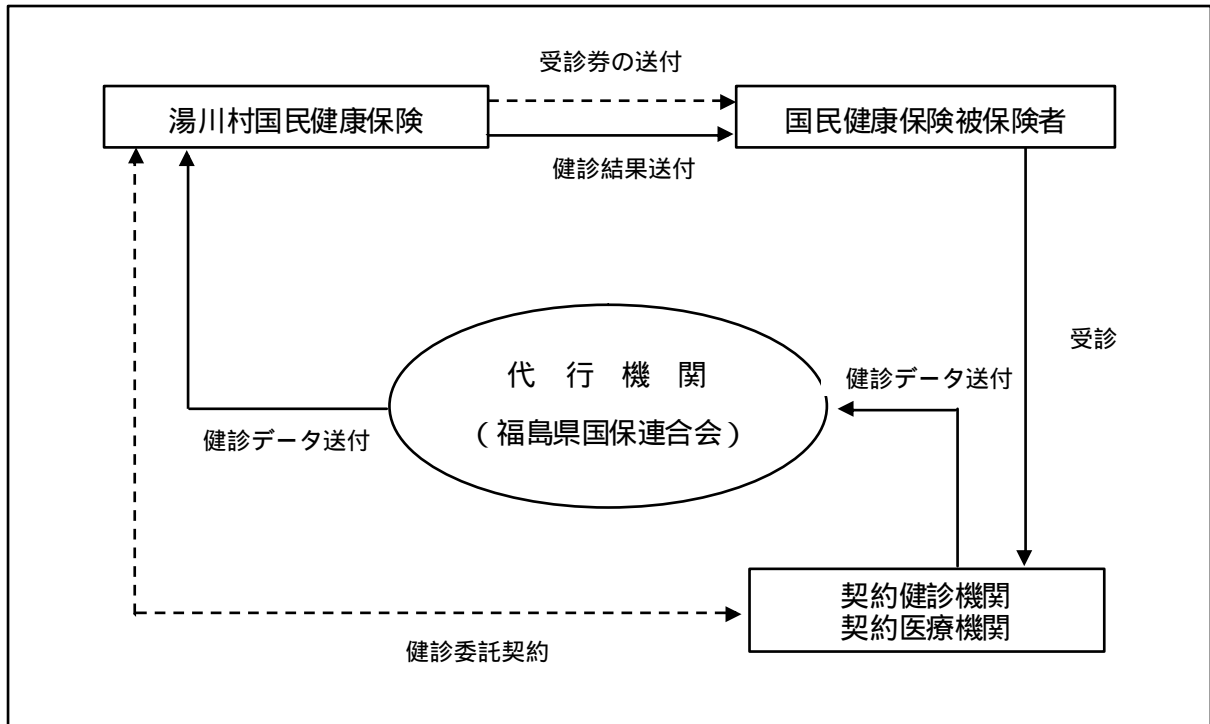 受診券の送付
湯川村国民健康保険
国民健康保険被保険者
健診結果送付
受診
代行機関
（福島県国保連合会）
健診データ送付
健診データ送付
契約健診機関
契約医療機関
健診委託契約